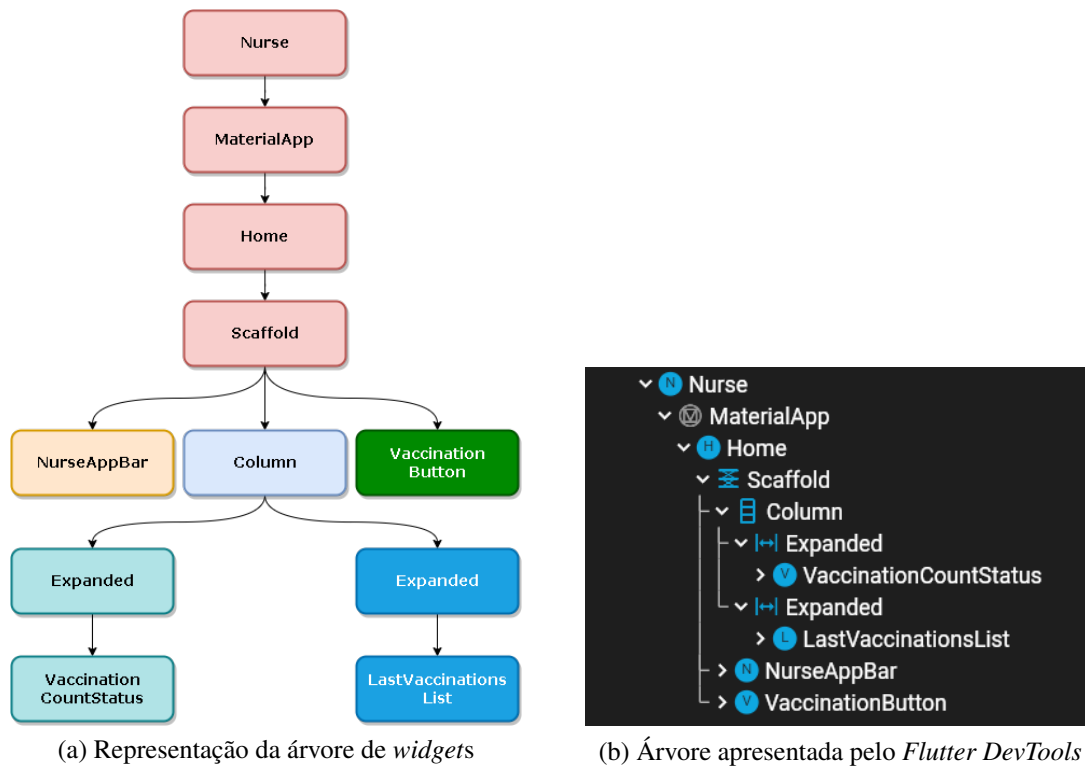 Nurse
MaterialApp
Home
Scaffold
NurseAppBar
Column
Vaccination
Button
Expanded
Expanded
Vaccination
CountStatus
LastVaccinations
List
(a) Representação da árvore de widgets
N Nurse
M MaterialApp
H Home
Scaffold
Column
Expanded
V VaccinationCountStatus
Expanded
L LastVaccinationsList
N NurseAppBar
V VaccinationButton
(b) Árvore apresentada pelo Flutter DevTools